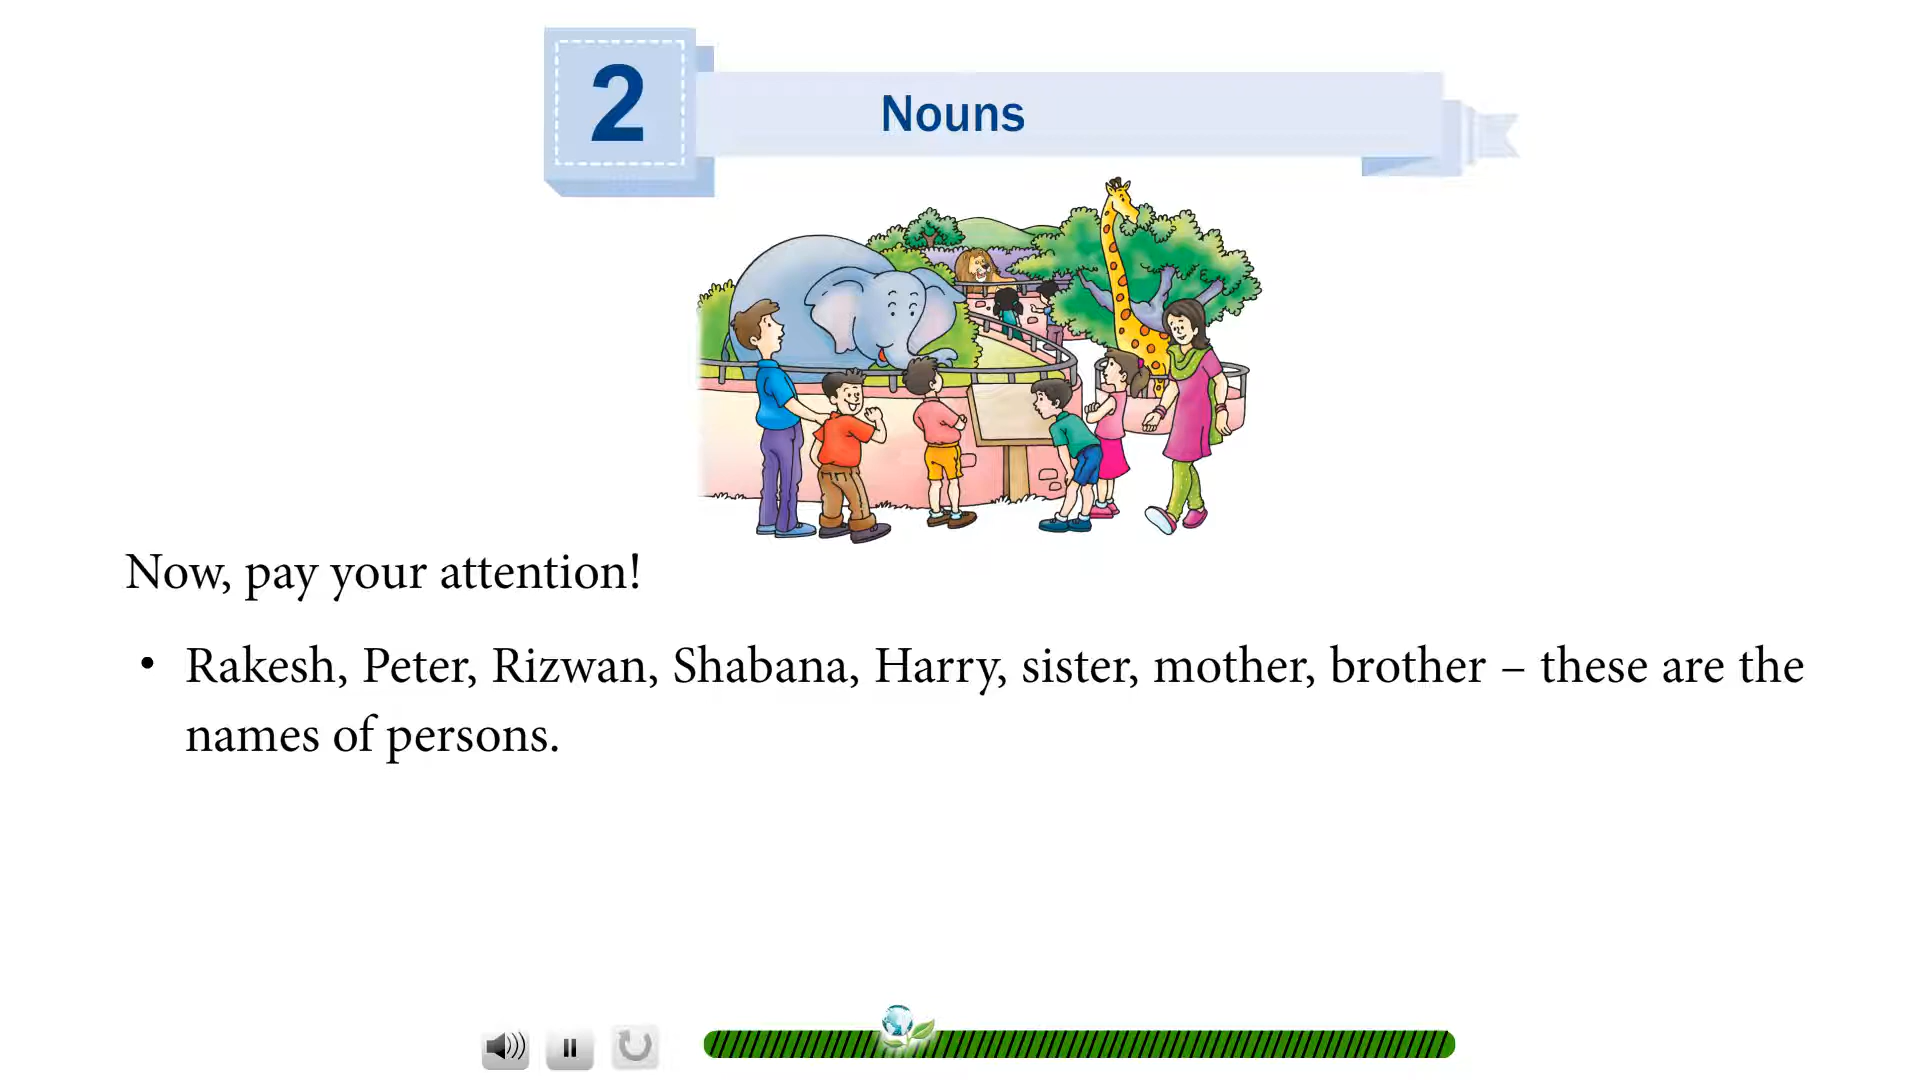 2
Nouns
Now, pay your attention!
• Rakesh, Peter, Rizwan, Shabana, Harry, sister, mother, brother – these are the
names of persons.